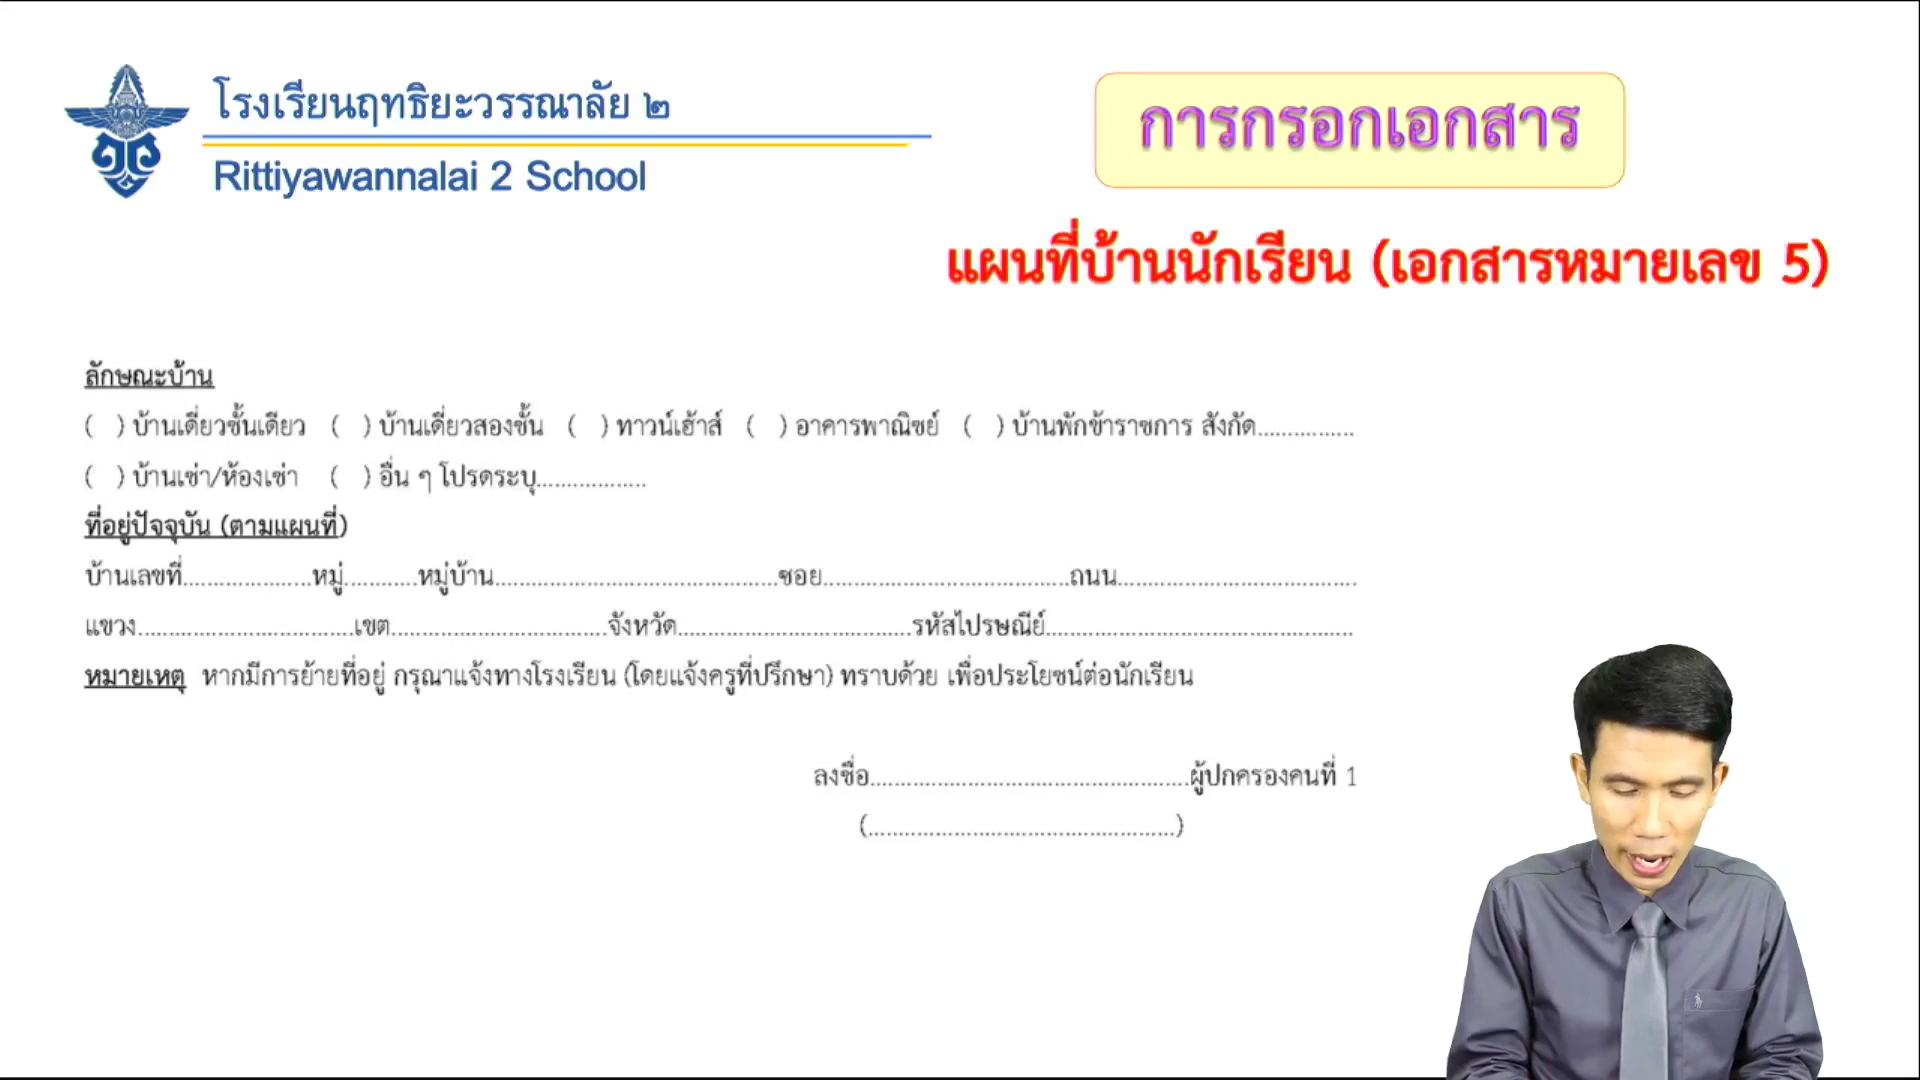 โรงเรียนฤทธิยะวรรณาลัย ๒
Rittiyawannalai 2 School
การกรอกเอกสาร
แผนที่บ้านนักเรียน (เอกสารหมายเลข 5)
ลักษณะบ้าน
( ) บ้านเดี่ยวชั้นเดียว ( ) บ้านเดี่ยวสองชั้น ( ) ทาวน์เฮ้าส์ ( ) อาคารพาณิชย์ ( ) บ้านพักข้าราชการ สังกัด................
( ) บ้านเช่า/ห้องเช่า ( ) อื่น ๆ โปรดระบุ..................
ที่อยู่ปัจจุบัน (ตามแผนที่)
บ้านเลขที่.....................หมู่............หมู่บ้าน...............................................ซอย.........................................ถนน........................................
แขวง....................................เขต....................................จังหวัด.......................................รหัสไปรษณีย์...................................................
หมายเหตุ หากมีการย้ายที่อยู่ กรุณาแจ้งทางโรงเรียน (โดยแจ้งครูที่ปรึกษา) ทราบด้วย เพื่อประโยชน์ต่อนักเรียน
ลงชื่อ.....................................................ผู้ปกครองคนที่ 1
(...................................................)